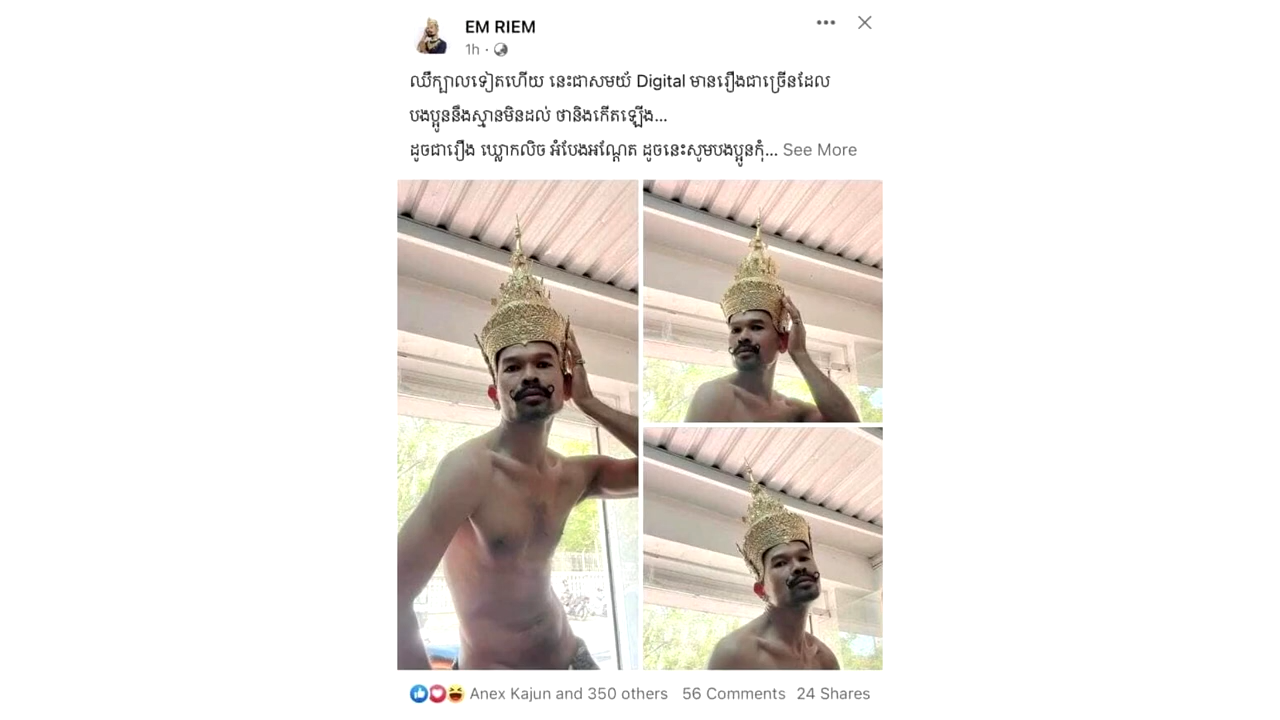 EM RIEM
1h ·
ឈឺក្បាលទៀតហើយ នេះជាសមយ័ Digital មានរឿងជាច្រើនដែល
បងប្អូននឹងស្មានមិនដល់ ថានិងកើតឡើង...
ដូចជារឿង ឃ្លោកលិច អំបែងអណ្តែត ដូចនេះសូមបងប្អូនកុំ... See More
Anex Kajun and 350 others 56 Comments 24 Shares